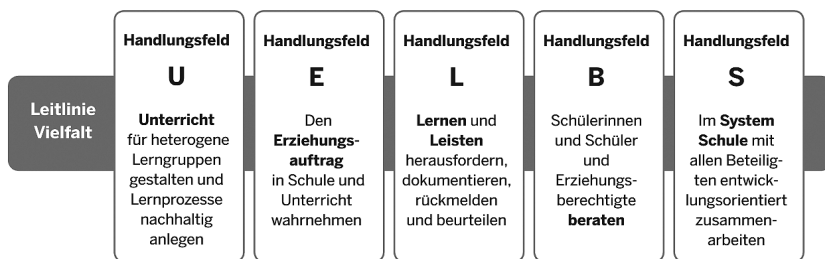 Leitlinie
Vielfalt
Handlungsfeld
U
Unterricht
für heterogene
Lerngruppen
gestalten und
Lernprozesse
nachhaltig
anlegen
Handlungsfeld
E
Den
Erziehungs-
auftrag
in Schule und
Unterricht
wahrnehmen
Handlungsfeld
L
Lernen und
Leisten
herausfordern,
dokumentieren,
rückmelden
und beurteilen
Handlungsfeld
B
Schülerinnen
und Schüler
und
Erziehungs-
berechtigte
beraten
Handlungsfeld
S
Im System
Schule mit
allen Beteilig-
ten entwick-
lungsorientiert
zusammen-
arbeiten